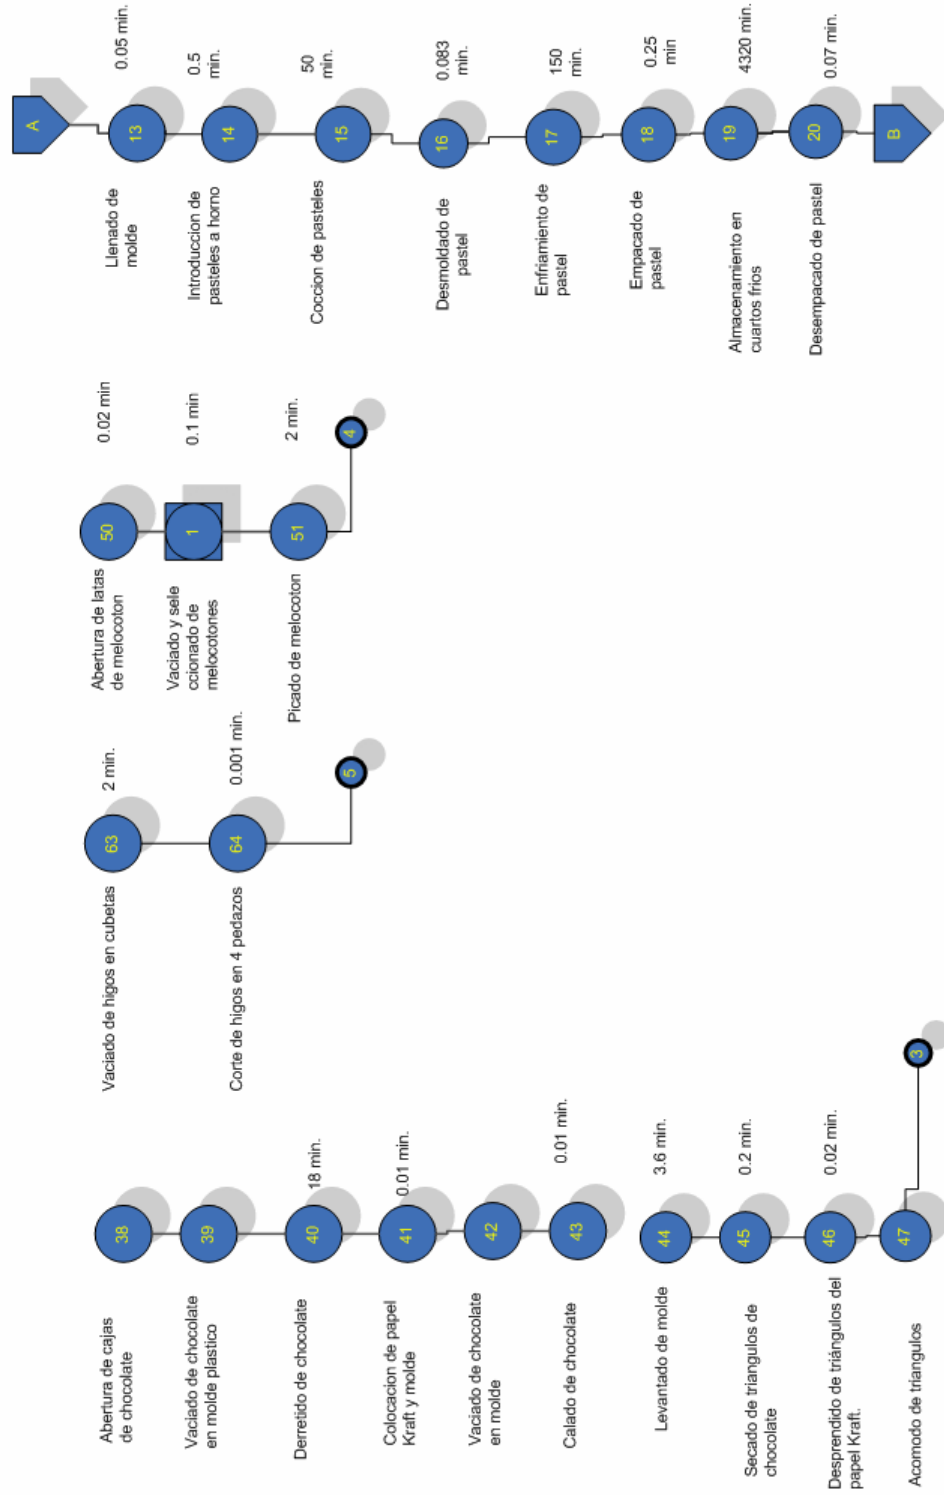 Abertura de cajas
de chocolate
38
Vaciado de chocolate
en molde plastico
39
Derretido de chocolate
40
18 min.
Colocacion de papel
Kraft y molde
41
0.01 min.
Vaciado de chocolate
en molde
42
Calado de chocolate
43
0.01 min.
Levantado de molde
44
3.6 min.
Secado de triangulos de
chocolate
45
0.2 min.
Desprendido de triángulos del
papel Kraft.
46
0.02 min.
Acomodo de triangulos
47
3
Vaciado de higos en cubetas
63
2 min.
Corte de higos en 4 pedazos
64
0.001 min.
5
Abertura de latas
de melocoton
50
0.02 min
Vaciado y sele
ccionado de
melocotones
1
0.1 min
Picado de melocoton
51
2 min.
4
A
Llenado de
molde
13
0.05 min.
Introduccion de
pasteles a horno
14
0.5
min.
Coccion de pasteles
15
50
min.
Desmoldado de
pastel
16
0.083
min.
Enfriamiento de
pastel
17
150
min.
Empacado de
pastel
18
0.25
min
Almacenamiento en
cuartos frios
19
4320 min.
Desempacado de pastel
20
0.07 min.
B